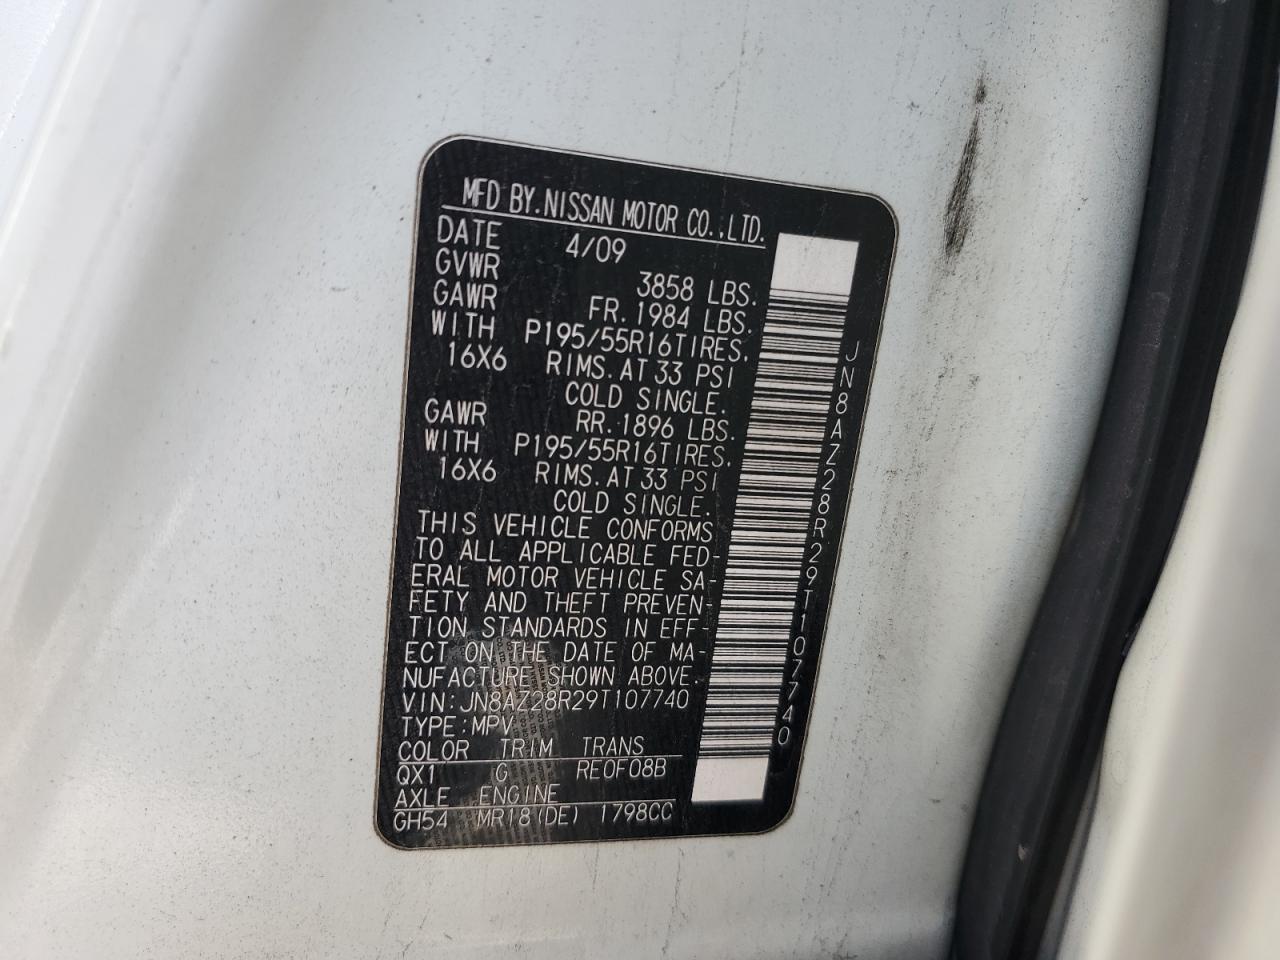 MFD BY.NISSAN MOTOR CO.,LTD.
DATE 4/09
GVWR 3858 LBS.
GAWR FR. 1984 LBS.
WITH P195/55R16TIRES.
16X6 RIMS. AT 33 PSI
COLD SINGLE.
GAWR RR. 1896 LBS.
WITH P195/55R16TIRES.
16X6 RIMS. AT 33 PSI
COLD SINGLE.
THIS VEHICLE CONFORMS
TO ALL APPLICABLE FED-
ERAL MOTOR VEHICLE SA-
FETY AND THEFT PREVEN-
TION STANDARDS IN EFF-
ECT ON THE DATE OF MA-
NUFACTURE SHOWN ABOVE.
VIN:JN8AZ28R29T107740
TYPE:MPV
COLOR TRIM TRANS
QX1 G RE0F08B
AXLE ENGINE
GH54 MR18(DE) 1798CC
JN8AZ28R29T107740